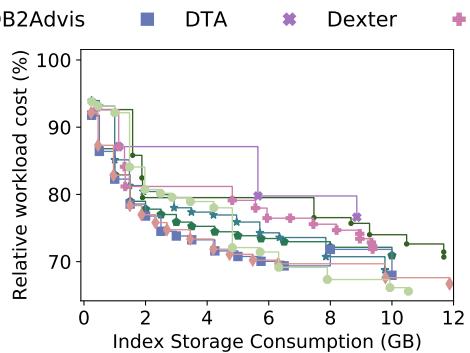 B2Advis DTA Dexter
Relative workload cost (%)
100
90
80
70
0 2 4 6 8 10 12
Index Storage Consumption (GB)